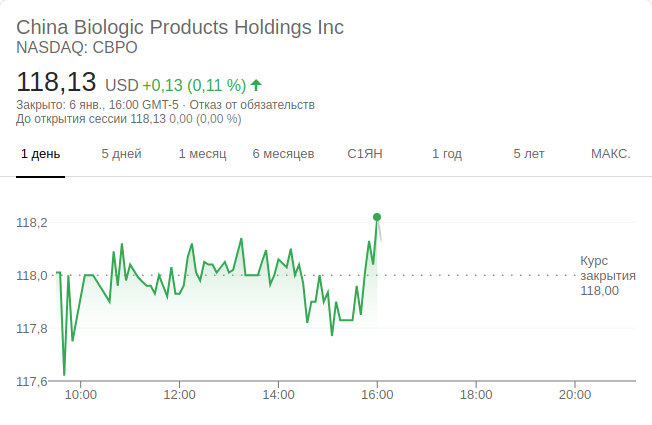 China Biologic Products Holdings Inc
NASDAQ: CBPO
118,13 USD +0,13 (0,11 %)
Закрыто: 6 янв., 16:00 GMT-5 · Отказ от обязательств
До открытия сессии 118,13 0,00 (0,00 %)
1 день 5 дней 1 месяц 6 месяцев С1ЯН 1 год 5 лет МАКС.
118,2
118,0
117,8
117,6
Курс
закрытия
118,00
10:00 12:00 14:00 16:00 18:00 20:00